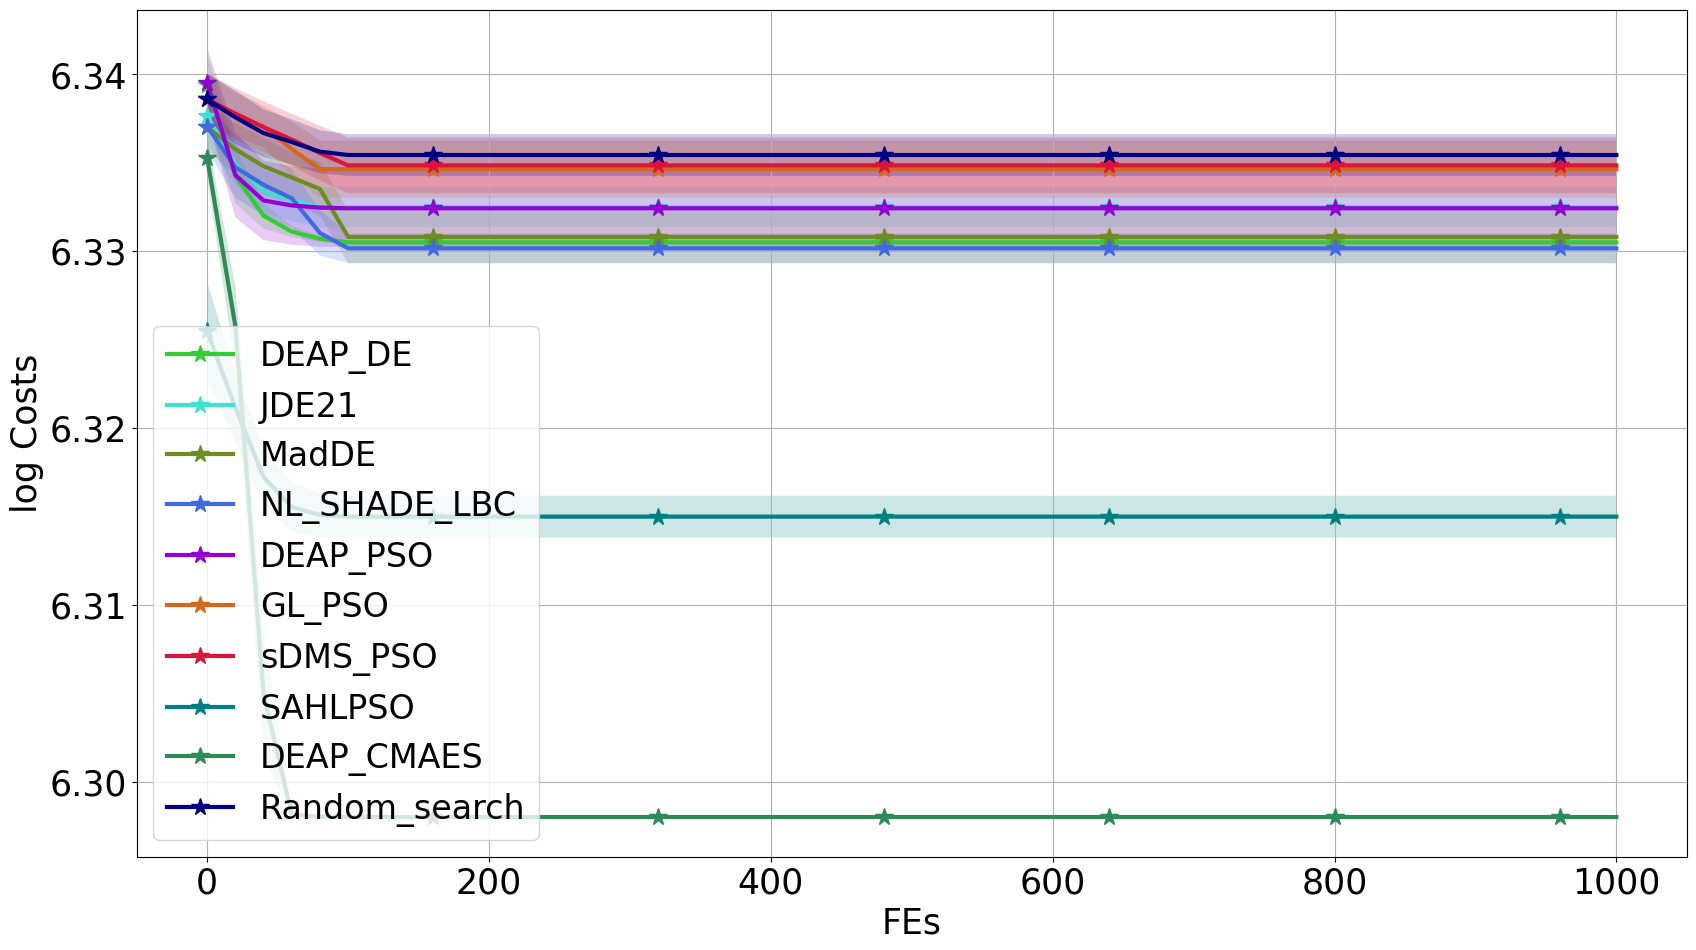 6.34
6.33
6.32
6.31
6.30
log Costs
DEAP_DE
JDE21
MadDE
NL_SHADE_LBC
DEAP_PSO
GL_PSO
sDMS_PSO
SAHLPSO
DEAP_CMAES
Random_search
0 200 400 600 800 1000
FEs